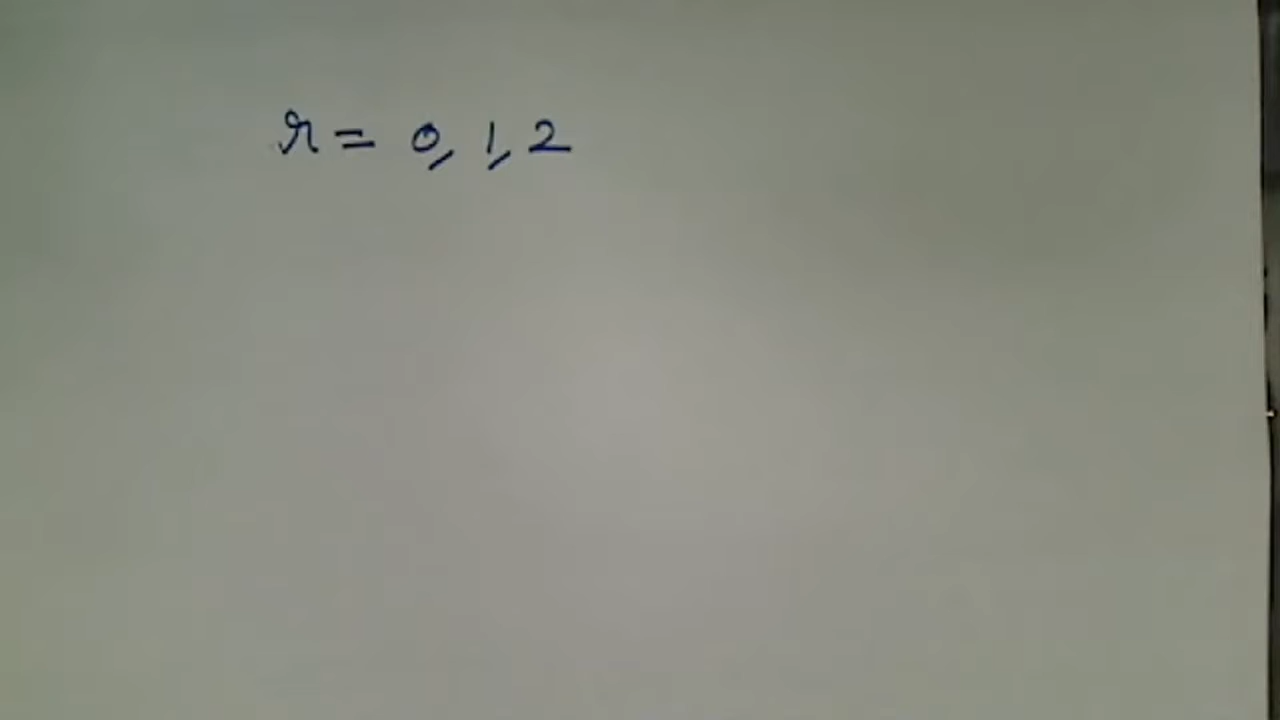 r = 0, 1, 2